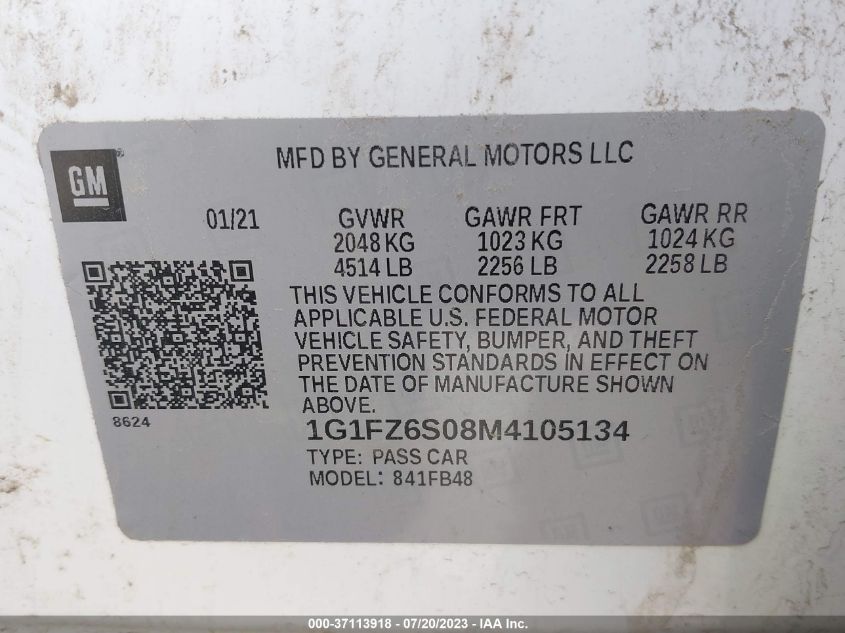 MFD BY GENERAL MOTORS LLC
GM
01/21 GVWR GAWR FRT GAWR RR
2048 KG 1023 KG 1024 KG
4514 LB 2256 LB 2258 LB
THIS VEHICLE CONFORMS TO ALL
APPLICABLE U.S. FEDERAL MOTOR
VEHICLE SAFETY, BUMPER, AND THEFT
PREVENTION STANDARDS IN EFFECT ON
THE DATE OF MANUFACTURE SHOWN
ABOVE.
8624
1G1FZ6S08M4105134
TYPE: PASS CAR
MODEL: 841FB48
000-37113918 - 07/20/2023 - IAA Inc.